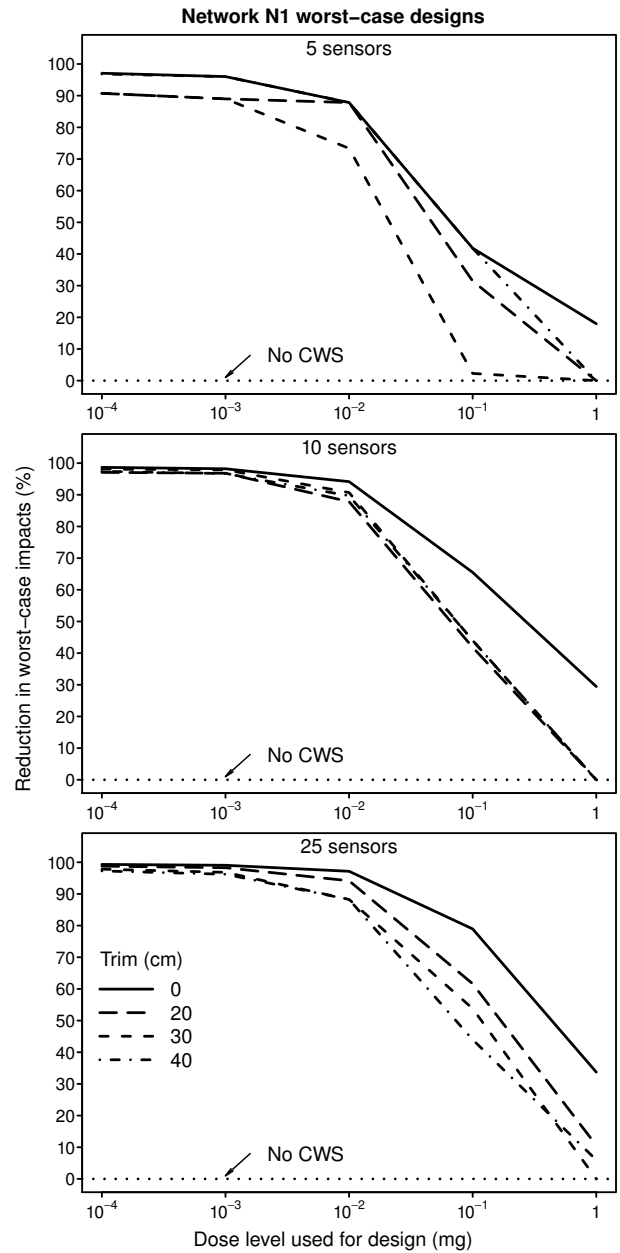 Network N1 worst−case designs
5 sensors
100
90
80
70
60
50
40
30
20
10
0
No CWS
10⁻⁴ 10⁻³ 10⁻² 10⁻¹ 1
10 sensors
100
90
80
70
60
50
40
30
20
10
0
No CWS
10⁻⁴ 10⁻³ 10⁻² 10⁻¹ 1
Reduction in worst−case impacts (%)
25 sensors
100
90
80
70
60
50
40
30
20
10
0
Trim (cm)
0
20
30
40
No CWS
10⁻⁴ 10⁻³ 10⁻² 10⁻¹ 1
Dose level used for design (mg)